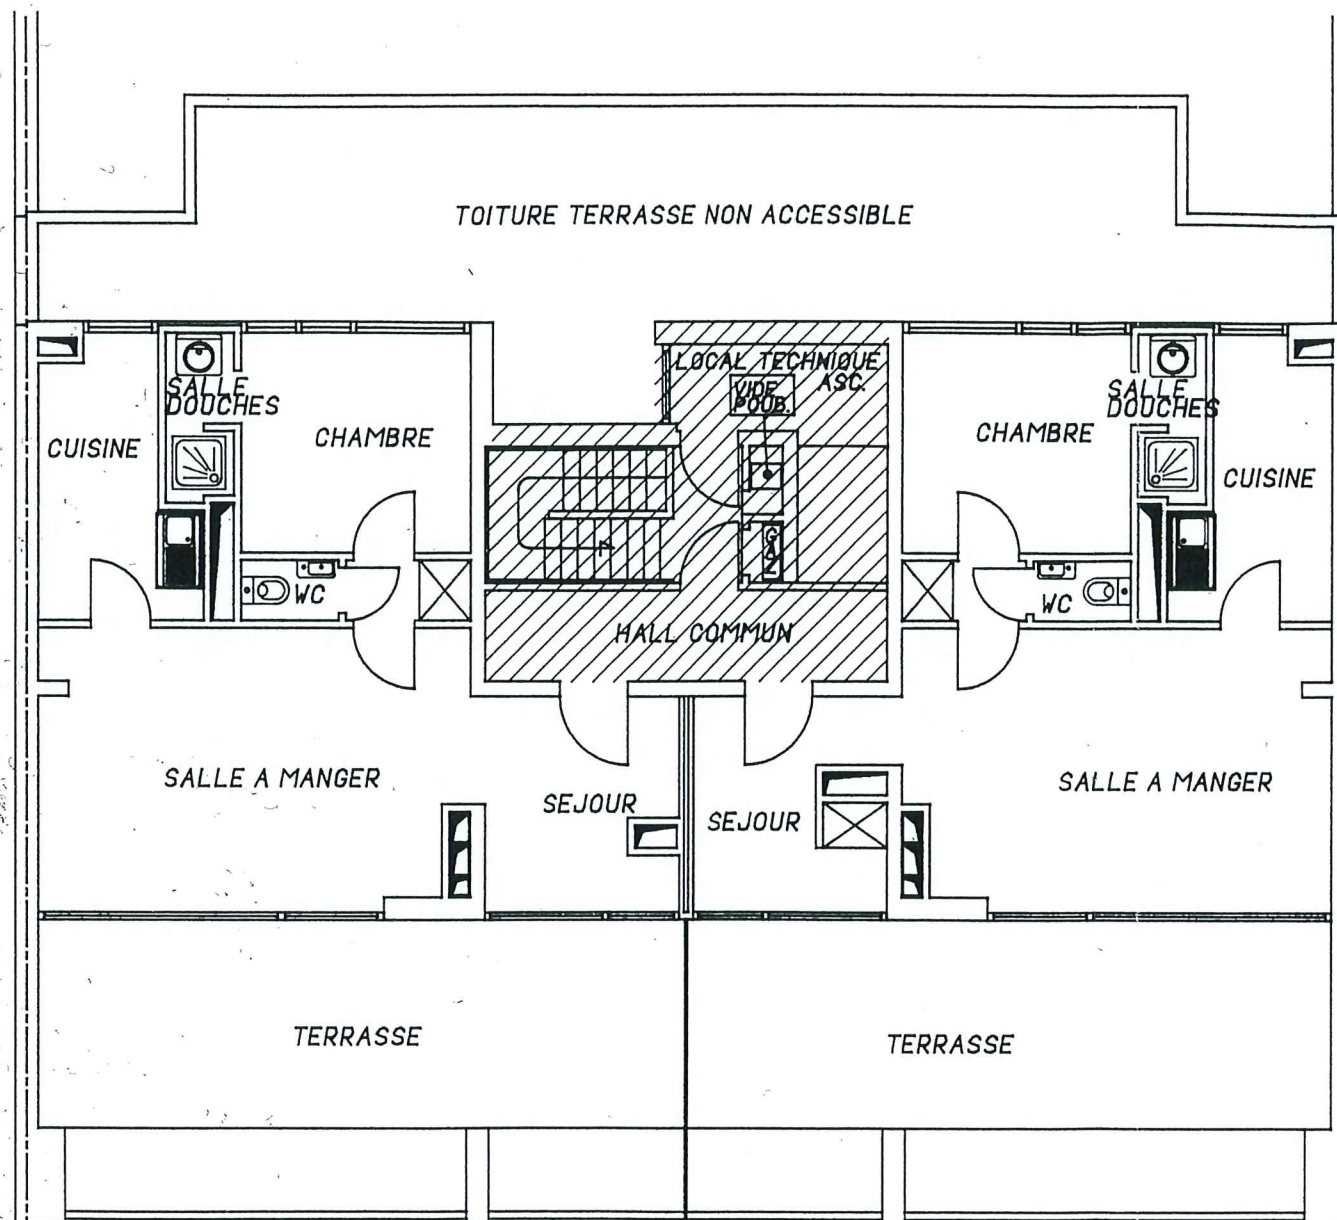 TOITURE TERRASSE NON ACCESSIBLE
LOCAL TECHNIQUE
ASC.
VIDE
POUB.
SALLE
DOUCHES
CUISINE
CHAMBRE
CHAMBRE
SALLE
DOUCHES
CUISINE
GAZ
WC
WC
HALL COMMUN
SALLE A MANGER
SEJOUR
SEJOUR
SALLE A MANGER
TERRASSE
TERRASSE